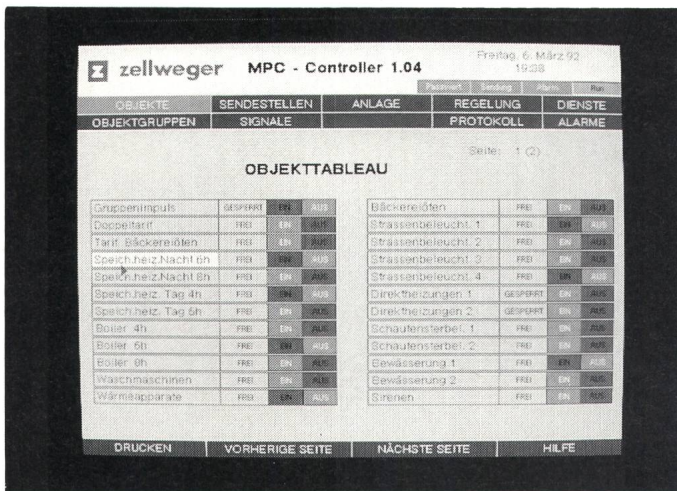 zellweger MPC - Controller 1.04
Freitag, 6. März 92
19:08
Passwort Sendung Alarm Run
OBJEKTE SENDESTELLEN ANLAGE REGELUNG DIENSTE
OBJEKTGRUPPEN SIGNALE PROTOKOLL ALARME
Seite: 1 (2)
OBJEKTTABLEAU
Gruppenimpuls GESPERRT EIN AUS
Doppeltarif FREI EIN AUS
Tarif. Bäckereiöfen FREI EIN AUS
Speich.heiz.Nacht 6h FREI EIN AUS
Speich.heiz.Nacht 8h FREI EIN AUS
Speich.heiz. Tag 4h FREI EIN AUS
Speich.heiz. Tag 6h FREI EIN AUS
Boiler 4h FREI EIN AUS
Boiler 6h FREI EIN AUS
Boiler 8h FREI EIN AUS
Waschmaschinen FREI EIN AUS
Wärmeapparate FREI EIN AUS
Bäckereiöfen FREI EIN AUS
Strassenbeleucht. 1 FREI EIN AUS
Strassenbeleucht. 2 FREI EIN AUS
Strassenbeleucht. 3 FREI EIN AUS
Strassenbeleucht. 4 FREI EIN AUS
Direktheizungen 1 GESPERRT EIN AUS
Direktheizungen 2 GESPERRT EIN AUS
Schaufensterbel. 1 FREI EIN AUS
Schaufensterbel. 2 FREI EIN AUS
Bewässerung 1 FREI EIN AUS
Bewässerung 2 FREI EIN AUS
Sirenen FREI EIN AUS
DRUCKEN VORHERIGE SEITE NÄCHSTE SEITE HILFE